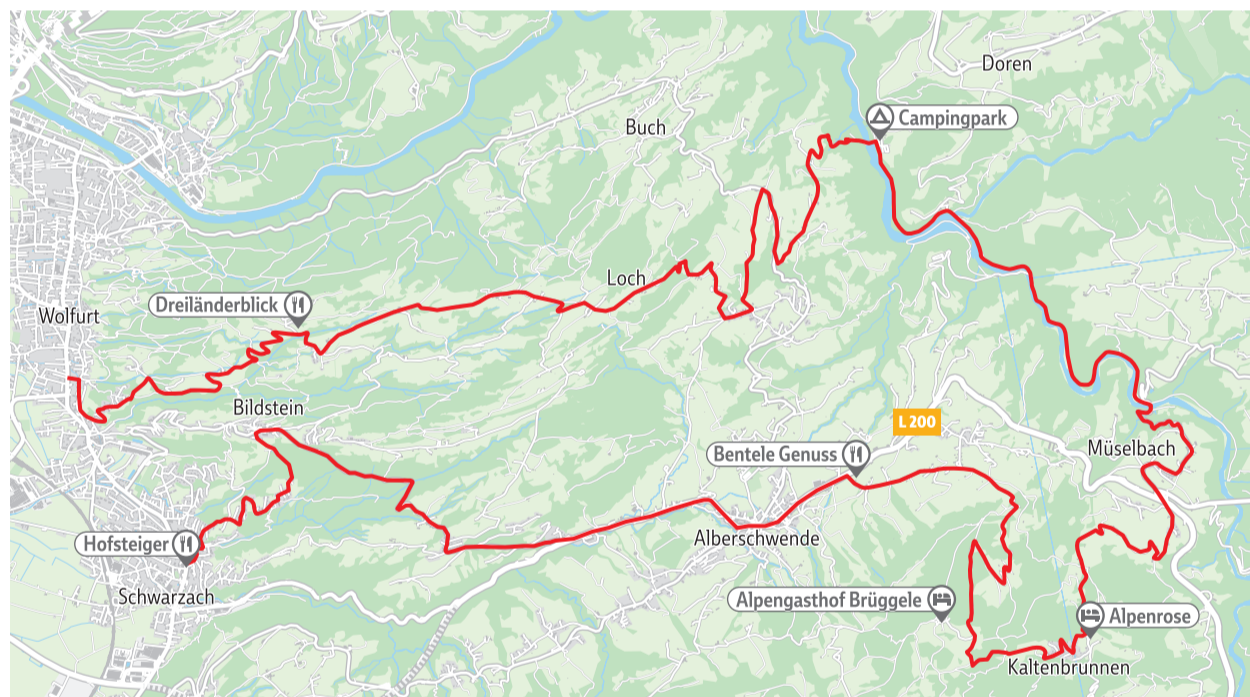 Doren
Campingpark
Buch
Loch
Dreiländerblick
Wolfurt
Bildstein
L 200
Bentele Genuss
Müselbach
Alberschwende
Hofsteiger
Schwarzach
Alpengasthof Brüggele
Alpenrose
Kaltenbrunnen